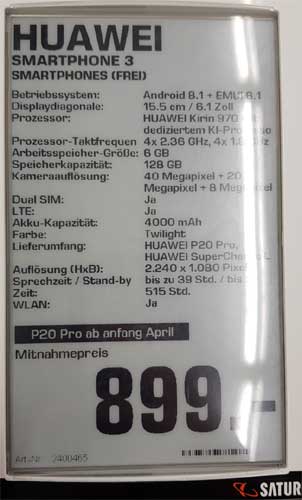 HUAWEI
SMARTPHONE 3
SMARTPHONES (FREI)
Betriebssystem: Android 8.1 + EMUI 8.1
Displaydiagonale: 15.5 cm / 6.1 Zoll
Prozessor: HUAWEI Kirin 970
dediziertem
Prozessor-Taktfrequen 4x 2.36 GHz, 4x
Arbeitsspeicher-Größe: 6 GB
Speicherkapazität: 128 GB
Kameraauflösung: 40 Megapixel + 20
Megapixel + 8 Megapixel
Dual SIM: Ja
LTE: Ja
Akku-Kapazität: 4000 mAh
Farbe: Twilight
Lieferumfang: HUAWEI P20 Pro,
HUAWEI
Auflösung (HxB): 2.240 x 1.080 Pixel
Sprechzeit / Stand-by bis zu 39 Std. / bis
Zeit: 515 Std.
WLAN: Ja
P20 Pro ab anfang April
Mitnahmepreis
899.-
Art.-Nr. 2400465
SATUR